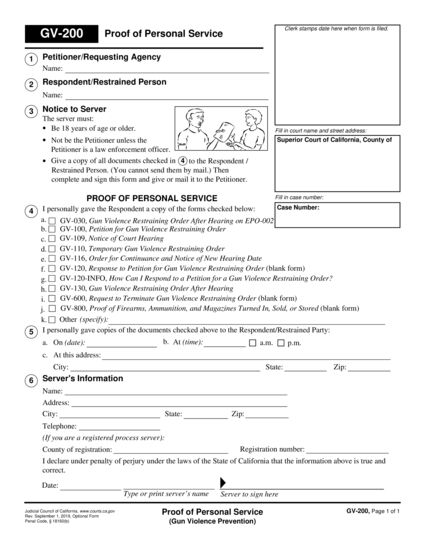 GV-200 Proof of Personal Service
Clerk stamps date here when form is filed.
1 Petitioner/Requesting Agency
Name:
2 Respondent/Restrained Person
Name:
3 Notice to Server
The server must:
• Be 18 years of age or older.
• Not be the Petitioner unless the
Petitioner is a law enforcement officer.
• Give a copy of all documents checked in 4 to the Respondent /
Restrained Person. (You cannot send them by mail.) Then
complete and sign this form and give or mail it to the Petitioner.
Fill in court name and street address:
Superior Court of California, County of
Fill in case number:
Case Number:
PROOF OF PERSONAL SERVICE
4 I personally gave the Respondent a copy of the forms checked below:
a. GV-030, Gun Violence Restraining Order After Hearing on EPO-002
b. GV-100, Petition for Gun Violence Restraining Order
c. GV-109, Notice of Court Hearing
d. GV-110, Temporary Gun Violence Restraining Order
e. GV-116, Order for Continuance and Notice of New Hearing Date
f. GV-120, Response to Petition for Gun Violence Restraining Order (blank form)
g. GV-120-INFO, How Can I Respond to a Petition for a Gun Violence Restraining Order?
h. GV-130, Gun Violence Restraining Order After Hearing
i. GV-600, Request to Terminate Gun Violence Restraining Order (blank form)
j. GV-800, Proof of Firearms, Ammunition, and Magazines Turned In, Sold, or Stored (blank form)
k. Other (specify):
5 I personally gave copies of the documents checked above to the Respondent/Restrained Party:
a. On (date): b. At (time): a.m. p.m.
c. At this address:
City: State: Zip:
6 Server's Information
Name:
Address:
City: State: Zip:
Telephone:
(If you are a registered process server):
County of registration: Registration number:
I declare under penalty of perjury under the laws of the State of California that the information above is true and
correct.
Date:
Type or print server's name Server to sign here
Judicial Council of California, www.courts.ca.gov
Rev. September 1, 2019, Optional Form
Penal Code, § 18160(b)
Proof of Personal Service
(Gun Violence Prevention)
GV-200, Page 1 of 1